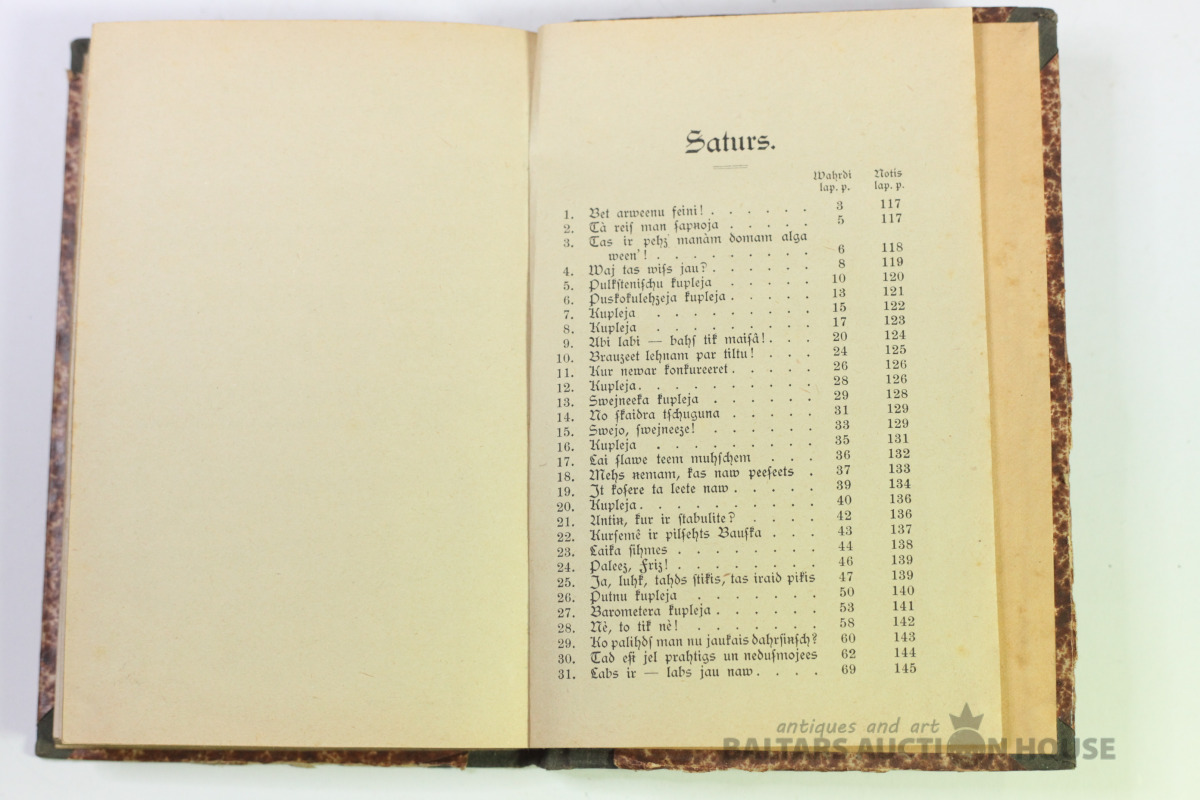 Saturs.
Wahrdi Notis
lap. p. lap. p.
1. Bet arweenu feini! . . . . . . 3 117
2. Tà reiſ man ſapņoja . . . . . 5 117
3. Tas ir pehz manàm domam alga
ween'! . . . . . . . . . 6 118
4. Waj tas wiſs jau? . . . . . . 8 119
5. Pulkſteniſchu kupleja . . . . . 10 120
6. Puskokulehzeja kupleja . . . . . 13 121
7. Kupleja . . . . . . . . 15 122
8. Kupleja . . . . . . . . 17 123
9. Abi labi — bahſ tik maiſâ! . . . 20 124
10. Brauzeet lehnam par tiltu! . . . 24 125
11. Kur newar konkureeret . . . . . 26 126
12. Kupleja . . . . . . . . . 28 126
13. Swejneeka kupleja . . . . . . 29 128
14. No ſkaidra tſchuguna . . . . . 31 129
15. Swejo, ſwejneeze! . . . . . . 33 129
16. Kupleja . . . . . . . . 35 131
17. Lai ſlawe teem muhſchem . . . 36 132
18. Mehs ņemam, kas naw peeſeets . 37 133
19. It koſere ta leete naw . . . . . 39 134
20. Kupleja . . . . . . . . . 40 136
21. Antiņ, kur ir ſtabulite? . . . . 42 136
22. Kurſemê ir pilſehts Bauſka . . . 43 137
23. Laika ſihmes . . . . . . . 44 138
24. Paleez, Friz! . . . . . . . 46 139
25. Ja, luhk, tahds ſtikis, tas iraid pikis 47 139
26. Putnu kupleja . . . . . . . 50 140
27. Barometera kupleja . . . . . . 53 141
28. Nè, to tik nè! . . . . . . . 58 142
29. Ko palihdſ man nu jaukais dahrſinſch? 60 143
30. Tad eſi jel prahtigs un neduſmojees 62 144
31. Labs ir — labs jau naw . . . . 69 145
antiques and art
BALTARS AUCTION HOUSE